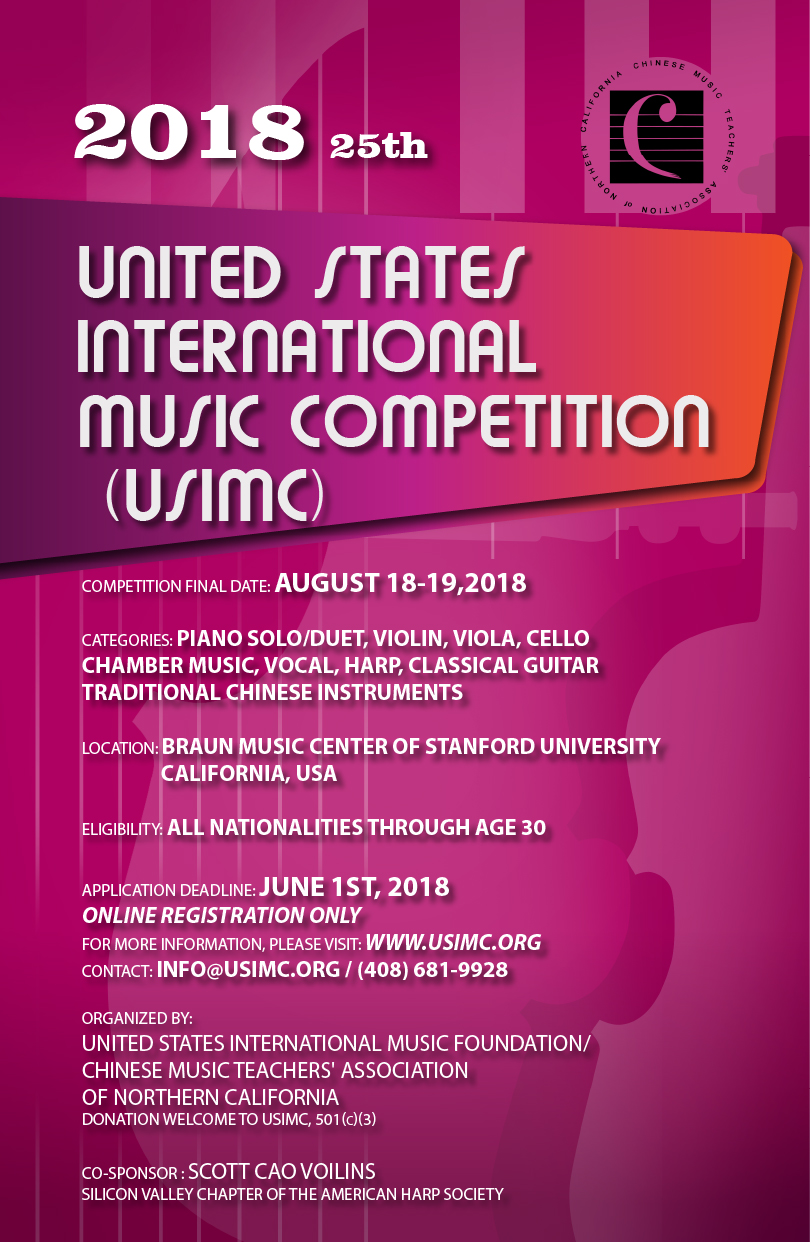 2018 25th
CHINESE MUSIC TEACHERS' ASSOCIATION of NORTHERN CALIFORNIA
UNITED STATES
INTERNATIONAL
MUSIC COMPETITION
(USIMC)
COMPETITION FINAL DATE: AUGUST 18-19,2018
CATEGORIES: PIANO SOLO/DUET, VIOLIN, VIOLA, CELLO
CHAMBER MUSIC, VOCAL, HARP, CLASSICAL GUITAR
TRADITIONAL CHINESE INSTRUMENTS
LOCATION: BRAUN MUSIC CENTER OF STANFORD UNIVERSITY
CALIFORNIA, USA
ELIGIBILITY: ALL NATIONALITIES THROUGH AGE 30
APPLICATION DEADLINE: JUNE 1ST, 2018
ONLINE REGISTRATION ONLY
FOR MORE INFORMATION, PLEASE VISIT: WWW.USIMC.ORG
CONTACT: INFO@USIMC.ORG / (408) 681-9928
ORGANIZED BY:
UNITED STATES INTERNATIONAL MUSIC FOUNDATION/
CHINESE MUSIC TEACHERS' ASSOCIATION
OF NORTHERN CALIFORNIA
DONATION WELCOME TO USIMC, 501(C)(3)
CO-SPONSOR : SCOTT CAO VOILINS
SILICON VALLEY CHAPTER OF THE AMERICAN HARP SOCIETY